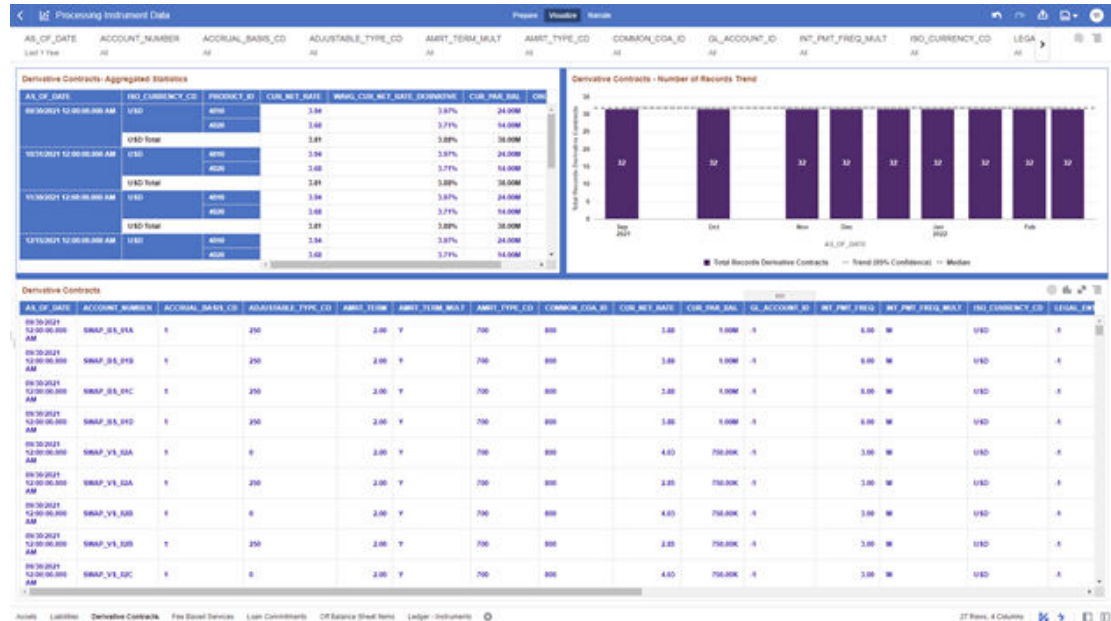 Processing Instrument Data
Prepare Visualize Narrate
AS_OF_DATE ACCOUNT_NUMBER ACCRUAL_BASIS_CD ADJUSTABLE_TYPE_CD AMRT_TERM_MULT AMRT_TYPE_CD COMMON_COA_ID GL_ACCOUNT_ID INT_PMT_FREQ_MULT ISO_CURRENCY_CD LEGA
Last 1 Year All All All All All All All All All All
Derivative Contracts- Aggregated Statistics
AS_OF_DATE ISO_CURRENCY_CD PRODUCT_ID CUR_NET_RATE WAVG_CUR_NET_RATE_DERIVATIVE CUR_PAR_BAL
09/30/2021 12:00:00.000 AM USD 4010 3.94 3.87% 24.00M
4020 3.68 3.71% 14.00M
USD Total 3.81 3.80% 38.00M
10/31/2021 12:00:00.000 AM USD 4010 3.94 3.87% 24.00M
4020 3.68 3.71% 14.00M
USD Total 3.81 3.80% 38.00M
11/30/2021 12:00:00.000 AM USD 4010 3.94 3.87% 24.00M
4020 3.68 3.71% 14.00M
USD Total 3.81 3.80% 38.00M
12/15/2021 12:00:00.000 AM USD 4010 3.94 3.87% 24.00M
4020 3.68 3.71% 14.00M
Derivative Contracts - Number of Records Trend
Total Records Derivative Contracts
32 32 32 32 32 32 32 32
Sep Oct Nov Dec Jan Feb
2021 2022
AS_OF_DATE
Total Records Derivative Contracts Trend (95% Confidence) Median
Derivative Contracts
AS_OF_DATE ACCOUNT_NUMBER ACCRUAL_BASIS_CD ADJUSTABLE_TYPE_CD AMRT_TERM AMRT_TERM_MULT AMRT_TYPE_CD COMMON_COA_ID CUR_NET_RATE CUR_PAR_BAL GL_ACCOUNT_ID INT_PMT_FREQ INT_PMT_FREQ_MULT ISO_CURRENCY_CD LEGAL_ENT
09/30/2021
12:00:00.000 SWAP_BS_01A 1 250 2.00 Y 700 800 3.88 1.00M -1 6.00 M USD -1
AM
09/30/2021
12:00:00.000 SWAP_BS_01B 1 250 2.00 Y 700 800 3.88 1.00M -1 6.00 M USD -1
AM
09/30/2021
12:00:00.000 SWAP_BS_01C 1 250 2.00 Y 700 800 3.88 1.00M -1 6.00 M USD -1
AM
09/30/2021
12:00:00.000 SWAP_BS_01D 1 250 2.00 Y 700 800 3.88 1.00M -1 6.00 M USD -1
AM
09/30/2021
12:00:00.000 SWAP_VS_02A 1 0 2.00 Y 700 800 4.03 750.00K -1 3.00 M USD -1
AM
09/30/2021
12:00:00.000 SWAP_VS_02A 1 250 2.00 Y 700 800 2.85 750.00K -1 3.00 M USD -1
AM
09/30/2021
12:00:00.000 SWAP_VS_02B 1 0 2.00 Y 700 800 4.03 750.00K -1 3.00 M USD -1
AM
09/30/2021
12:00:00.000 SWAP_VS_02B 1 250 2.00 Y 700 800 2.85 750.00K -1 3.00 M USD -1
AM
09/30/2021
12:00:00.000 SWAP_VS_02C 1 0 2.00 Y 700 800 4.03 750.00K -1 3.00 M USD -1
AM
Assets Liabilities Derivative Contracts Fee Based Services Loan Commitments Off Balance Sheet Items Ledger - Instruments
27 Rows, 4 Columns